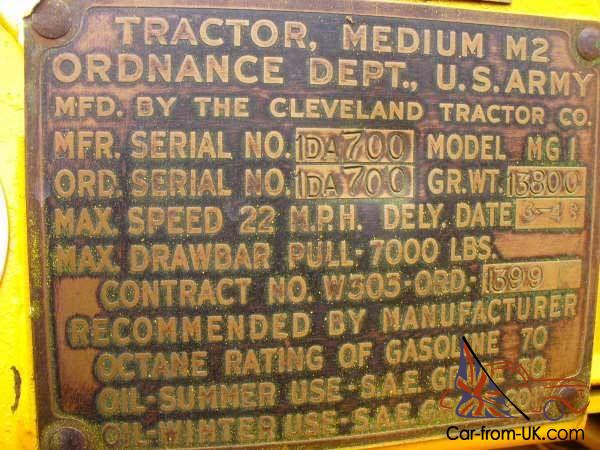 TRACTOR, MEDIUM M2
ORDNANCE DEPT., U.S. ARMY
MFD. BY THE CLEVELAND TRACTOR CO.
MFR. SERIAL NO. 1DA700 MODEL MG1
ORD. SERIAL NO. 1DA700 GR.WT. 13800
MAX. SPEED 22 M.P.H. DELY. DATE 3-43
MAX. DRAWBAR PULL-7000 LBS.
CONTRACT NO. W303-ORD.-1399
RECOMMENDED BY MANUFACTURER
OCTANE RATING OF GASOLINE 70
OIL-SUMMER USE-S.A.E.
OIL-WINTER USE-S.A.E.
Car-from-UK.com